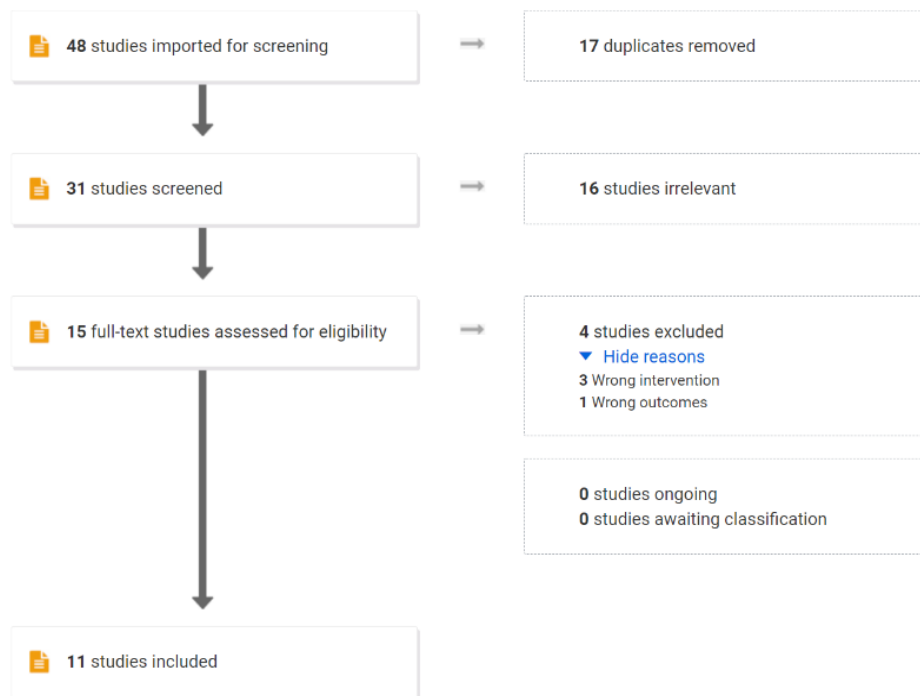 48 studies imported for screening
17 duplicates removed
31 studies screened
16 studies irrelevant
15 full-text studies assessed for eligibility
4 studies excluded
Hide reasons
3 Wrong intervention
1 Wrong outcomes
0 studies ongoing
0 studies awaiting classification
11 studies included